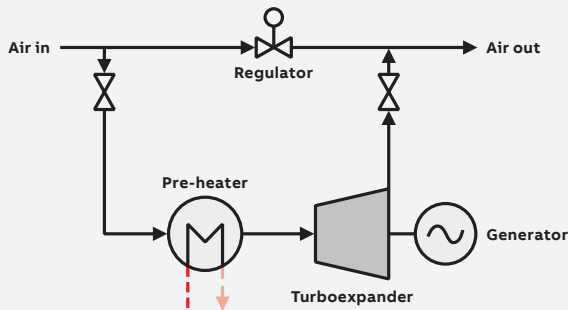 Air in
Air out
Regulator
Pre-heater
Generator
Turboexpander